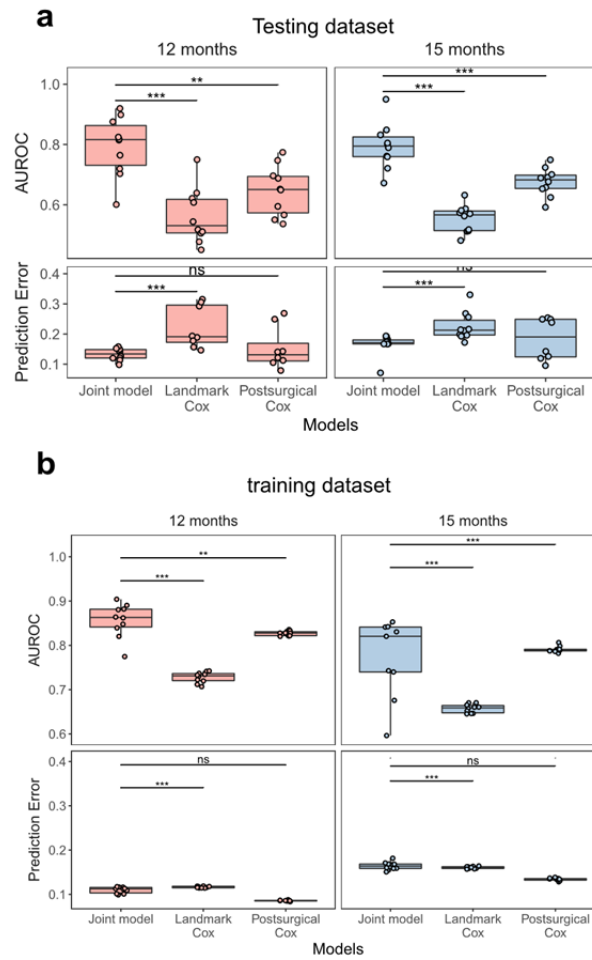 a
Testing dataset
12 months 15 months
AUROC
1.0
0.8
0.6
** ***
*** ***
Prediction Error
0.4
0.3
0.2
0.1
ns ns
*** ***
Joint model Landmark Cox Postsurgical Cox Joint model Landmark Cox Postsurgical Cox
Models
b
training dataset
12 months 15 months
AUROC
1.0
0.9
0.8
0.7
0.6
** ***
*** ***
Prediction Error
0.4
0.3
0.2
0.1
ns ns
*** ***
Joint model Landmark Cox Postsurgical Cox Joint model Landmark Cox Postsurgical Cox
Models